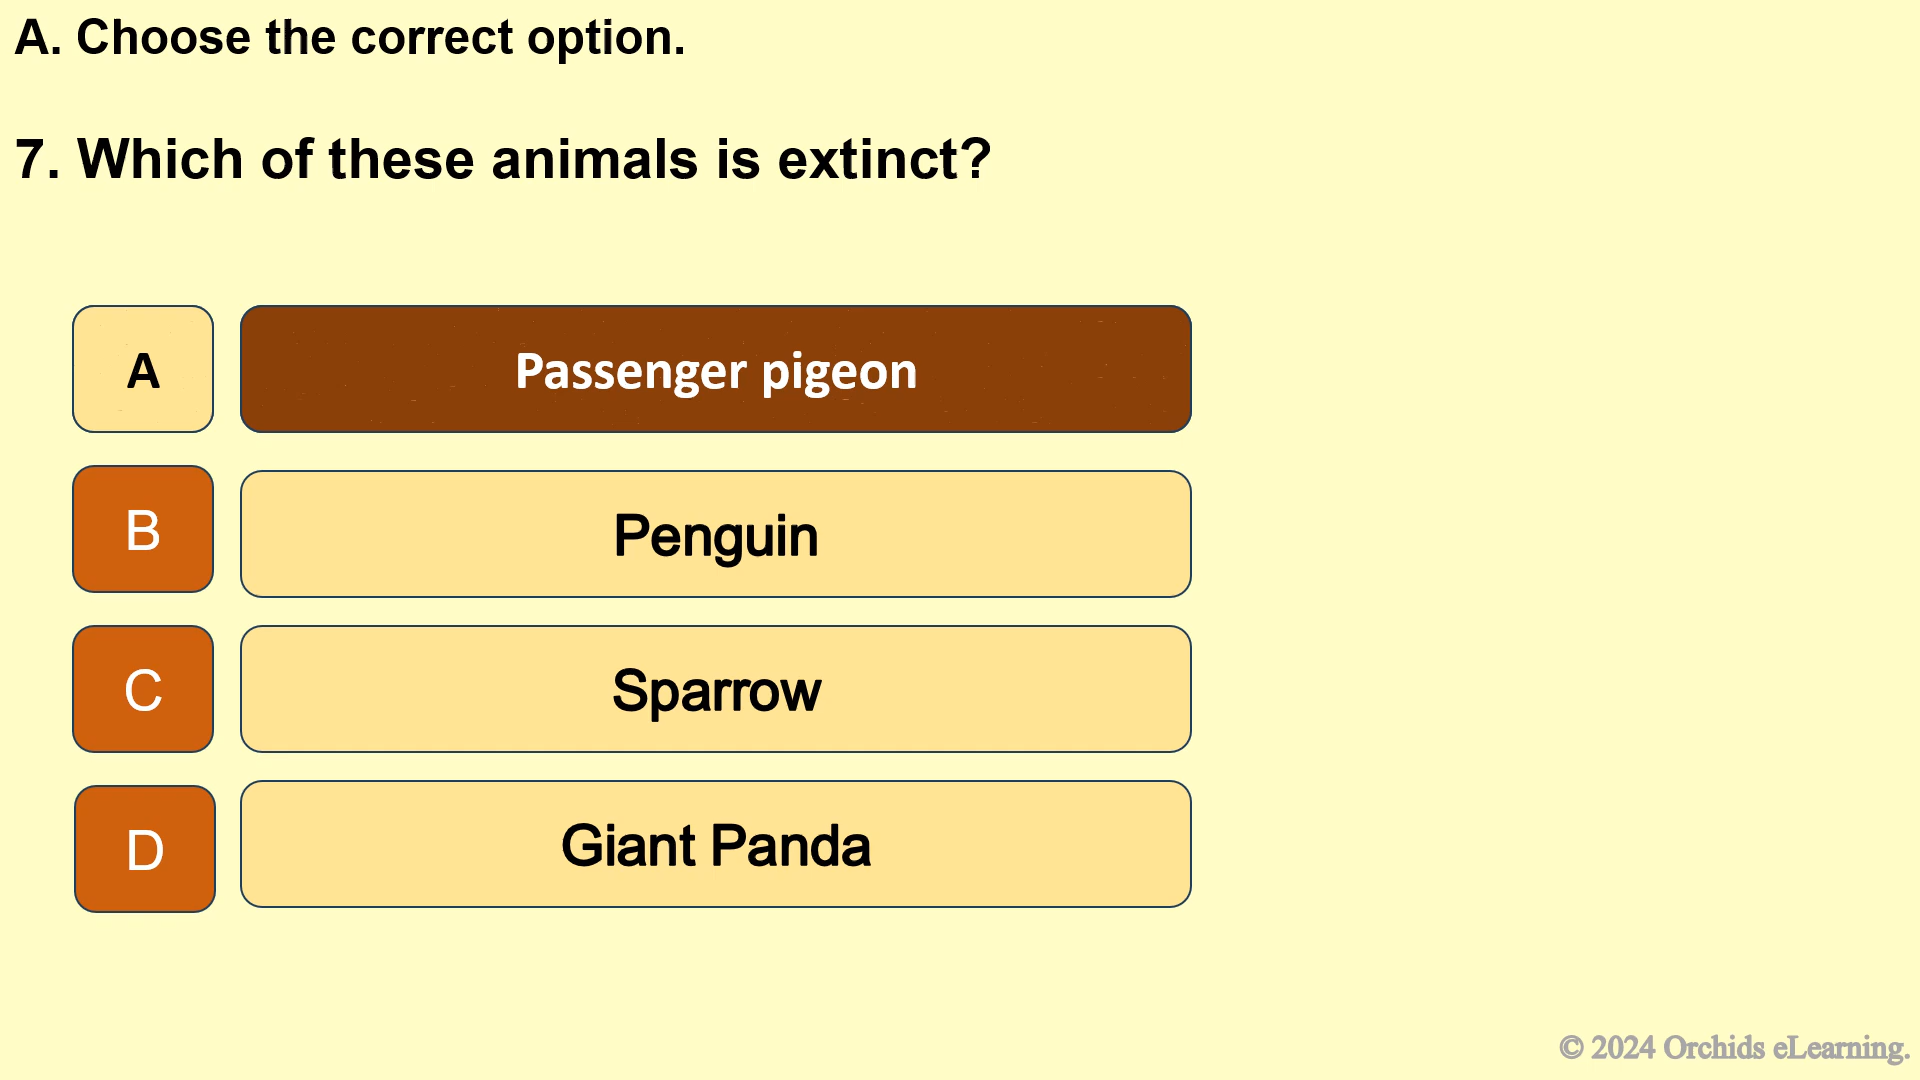 A. Choose the correct option.
7. Which of these animals is extinct?
A
Passenger pigeon
B
Penguin
C
Sparrow
D
Giant Panda
© 2024 Orchids eLearning.